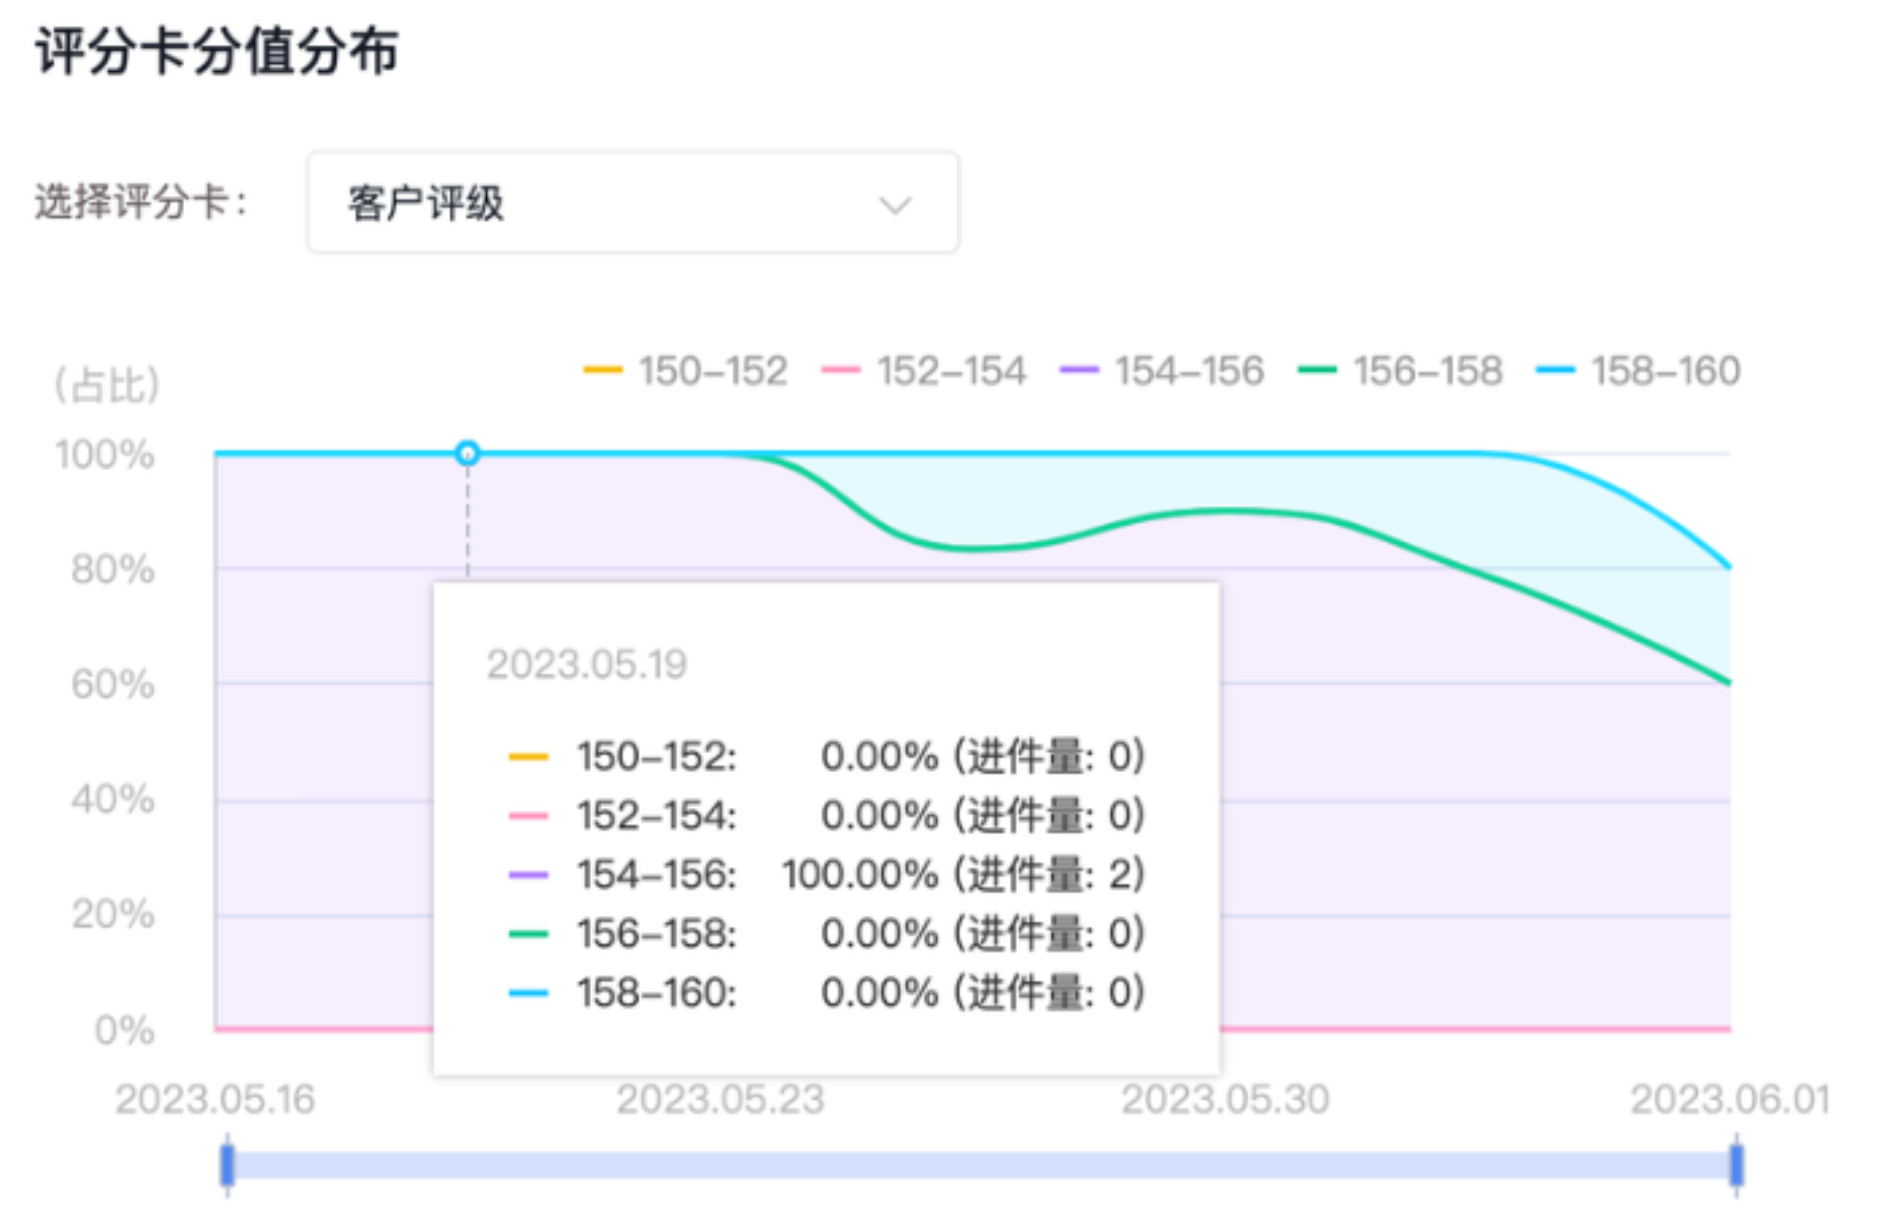 评分卡分值分布
选择评分卡: 客户评级
(占比) 150–152 152–154 154–156 156–158 158–160
100%
80%
60%
40%
20%
0%
2023.05.19
150–152: 0.00% (进件量: 0)
152–154: 0.00% (进件量: 0)
154–156: 100.00% (进件量: 2)
156–158: 0.00% (进件量: 0)
158–160: 0.00% (进件量: 0)
2023.05.16 2023.05.23 2023.05.30 2023.06.01